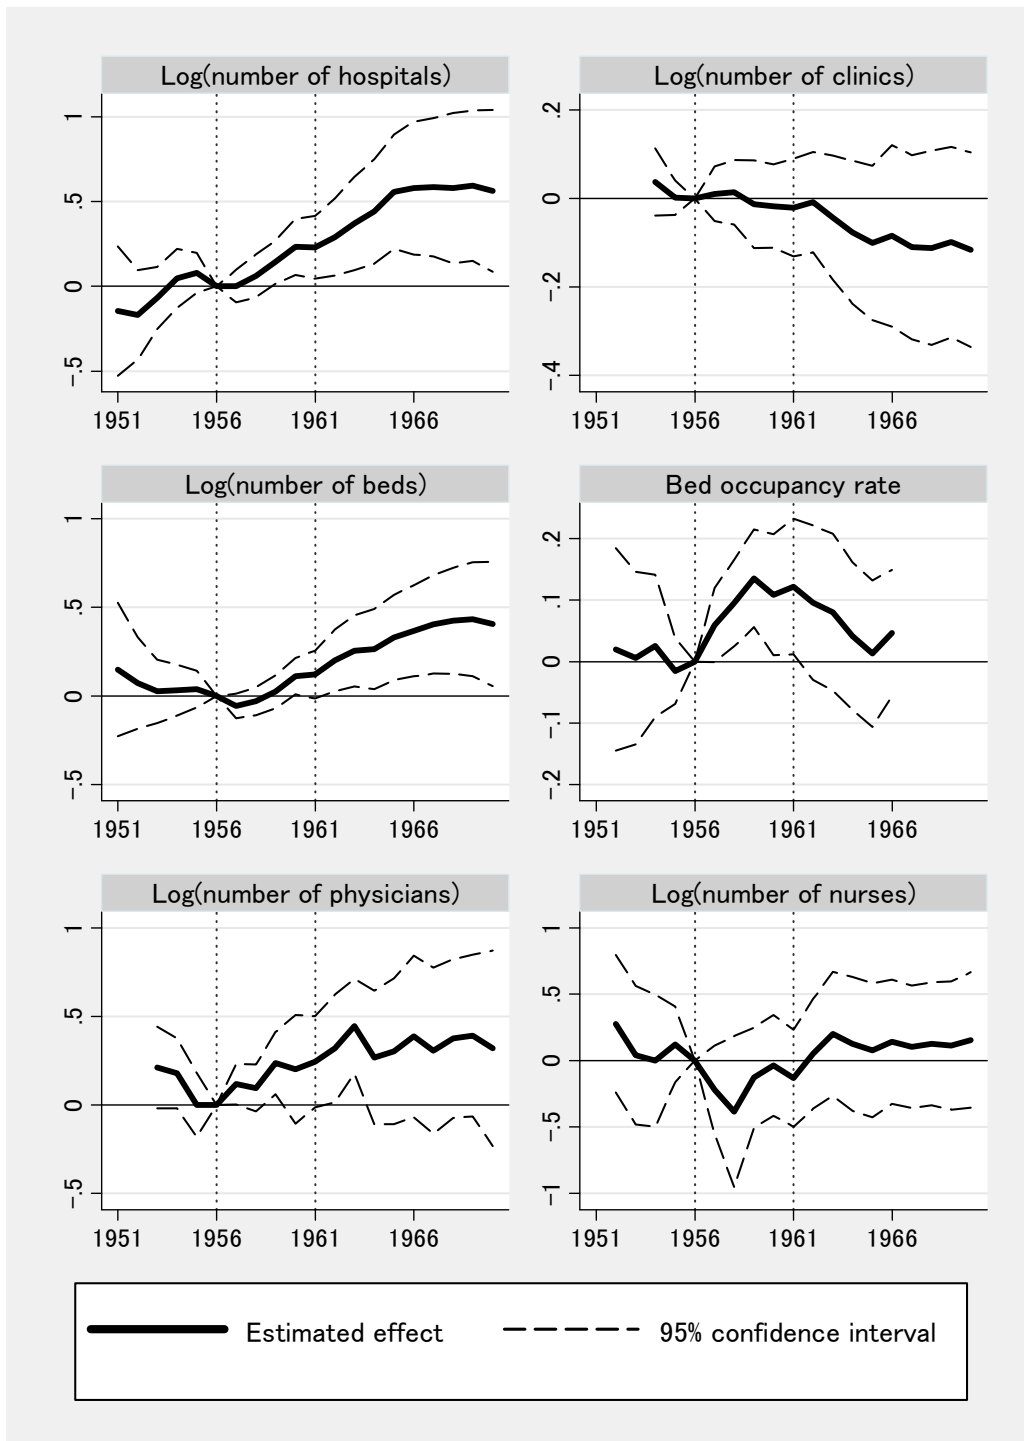 Log(number of hospitals)
1
.5
0
-.5
1951 1956 1961 1966
Log(number of clinics)
.2
0
-.2
-.4
1951 1956 1961 1966
Log(number of beds)
1
.5
0
-.5
1951 1956 1961 1966
Bed occupancy rate
.2
.1
0
-.1
-.2
1951 1956 1961 1966
Log(number of physicians)
1
.5
0
-.5
1951 1956 1961 1966
Log(number of nurses)
1
.5
0
-.5
-1
1951 1956 1961 1966
Estimated effect 95% confidence interval